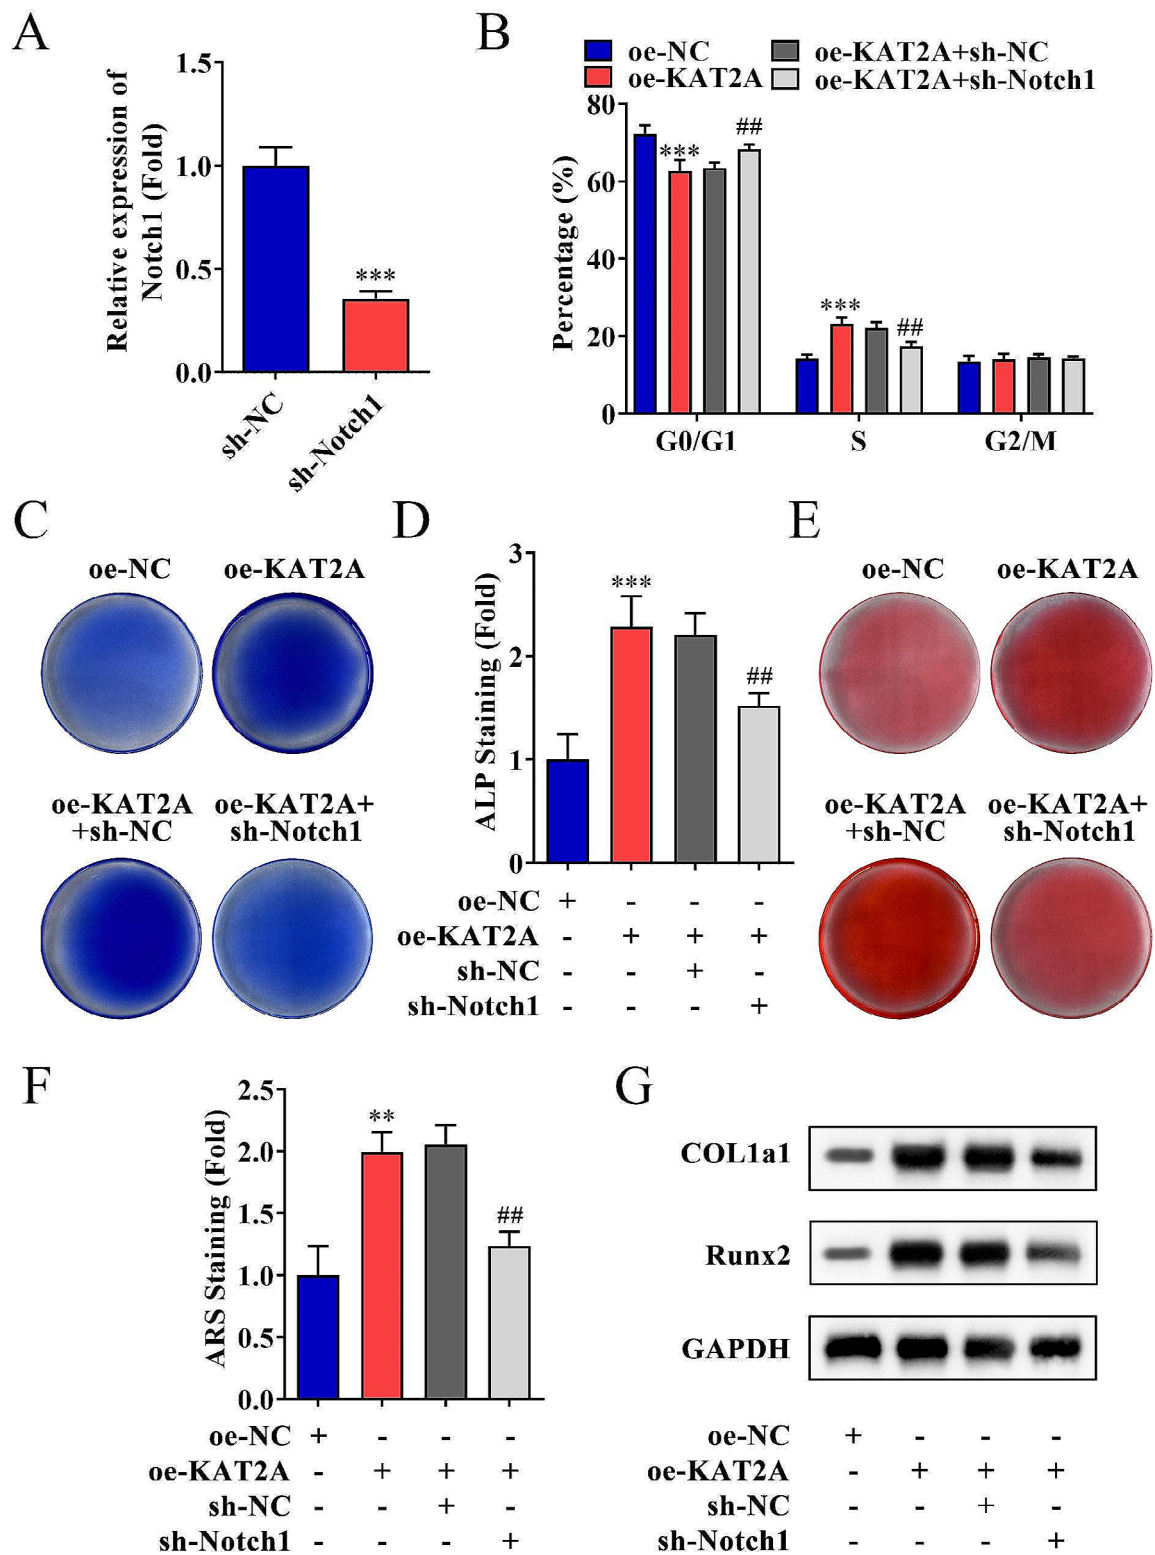 A
Relative expression of
Notch1 (Fold)
1.5
1.0
0.5
0.0
***
sh-NC
sh-Notch1
B
oe-NC
oe-KAT2A
oe-KAT2A+sh-NC
oe-KAT2A+sh-Notch1
Percentage (%)
80
60
40
20
0
*** ##
*** ##
G0/G1 S G2/M
C
oe-NC oe-KAT2A
oe-KAT2A
+sh-NC
oe-KAT2A+
sh-Notch1
D
ALP Staining (Fold)
3
2
1
0
***
##
oe-NC + - - -
oe-KAT2A - + + +
sh-NC - - + -
sh-Notch1 - - - +
E
oe-NC oe-KAT2A
oe-KAT2A
+sh-NC
oe-KAT2A+
sh-Notch1
F
ARS Staining (Fold)
2.5
2.0
1.5
1.0
0.5
0.0
**
##
oe-NC + - - -
oe-KAT2A - + + +
sh-NC - - + -
sh-Notch1 - - - +
G
COL1a1
Runx2
GAPDH
oe-NC + - - -
oe-KAT2A - + + +
sh-NC - - + -
sh-Notch1 - - - +